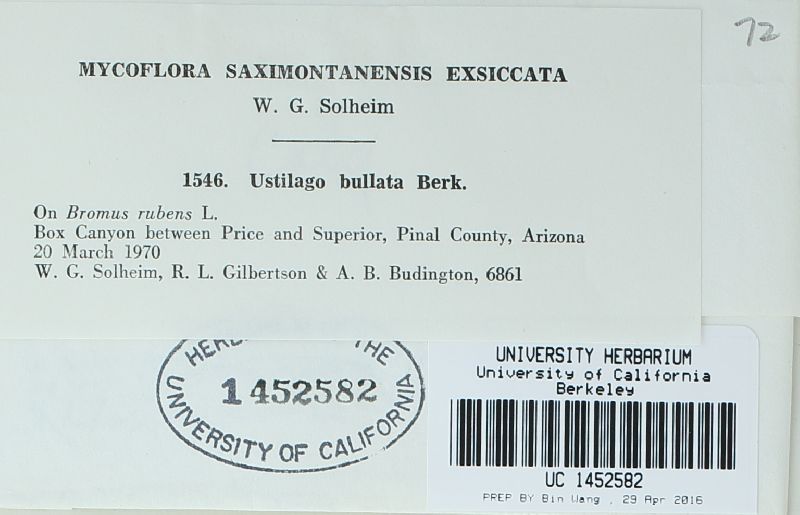 72
MYCOFLORA SAXIMONTANENSIS EXSICCATA
W. G. Solheim
1546. Ustilago bullata Berk.
On Bromus rubens L.
Box Canyon between Price and Superior, Pinal County, Arizona
20 March 1970
W. G. Solheim, R. L. Gilbertson & A. B. Budington, 6861
THE
1452582
UNIVERSITY OF CALIFORNIA
UNIVERSITY HERBARIUM
University of California
Berkeley
UC 1452582
PREP BY Bin Wang , 29 Apr 2016